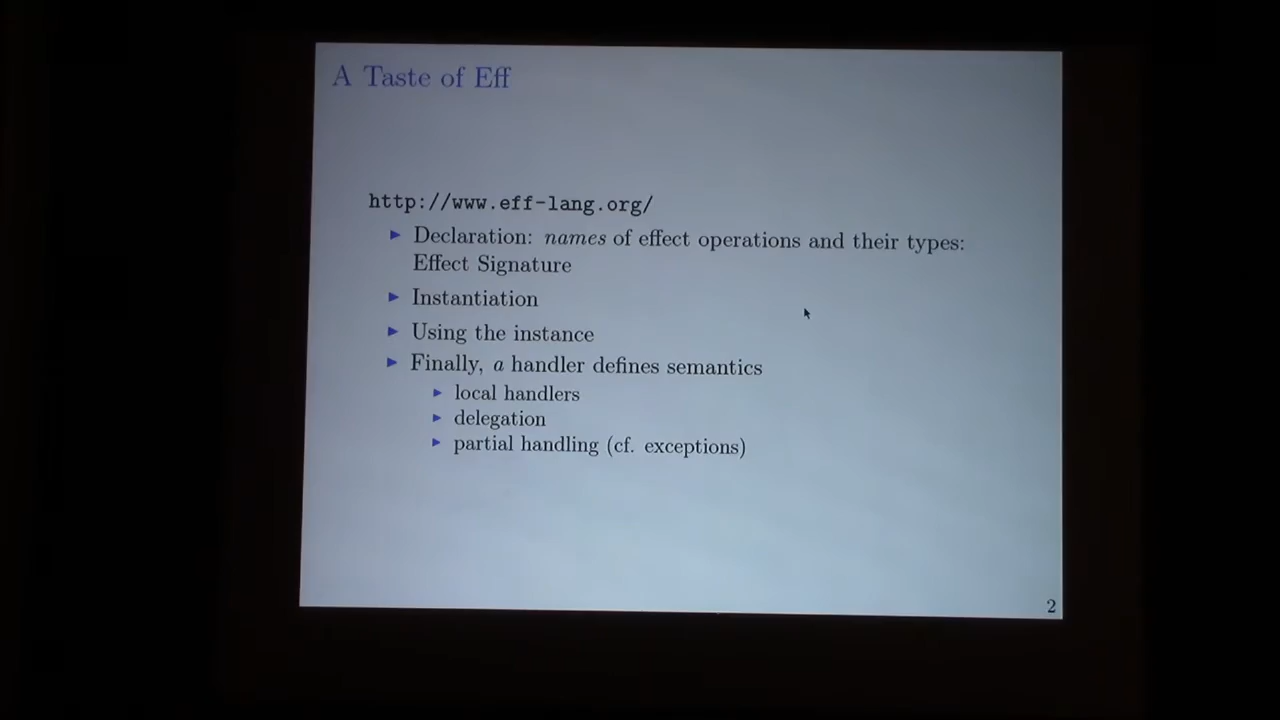 A Taste of Eff
http://www.eff-lang.org/
Declaration: names of effect operations and their types:
Effect Signature
Instantiation
Using the instance
Finally, a handler defines semantics
local handlers
delegation
partial handling (cf. exceptions)
2